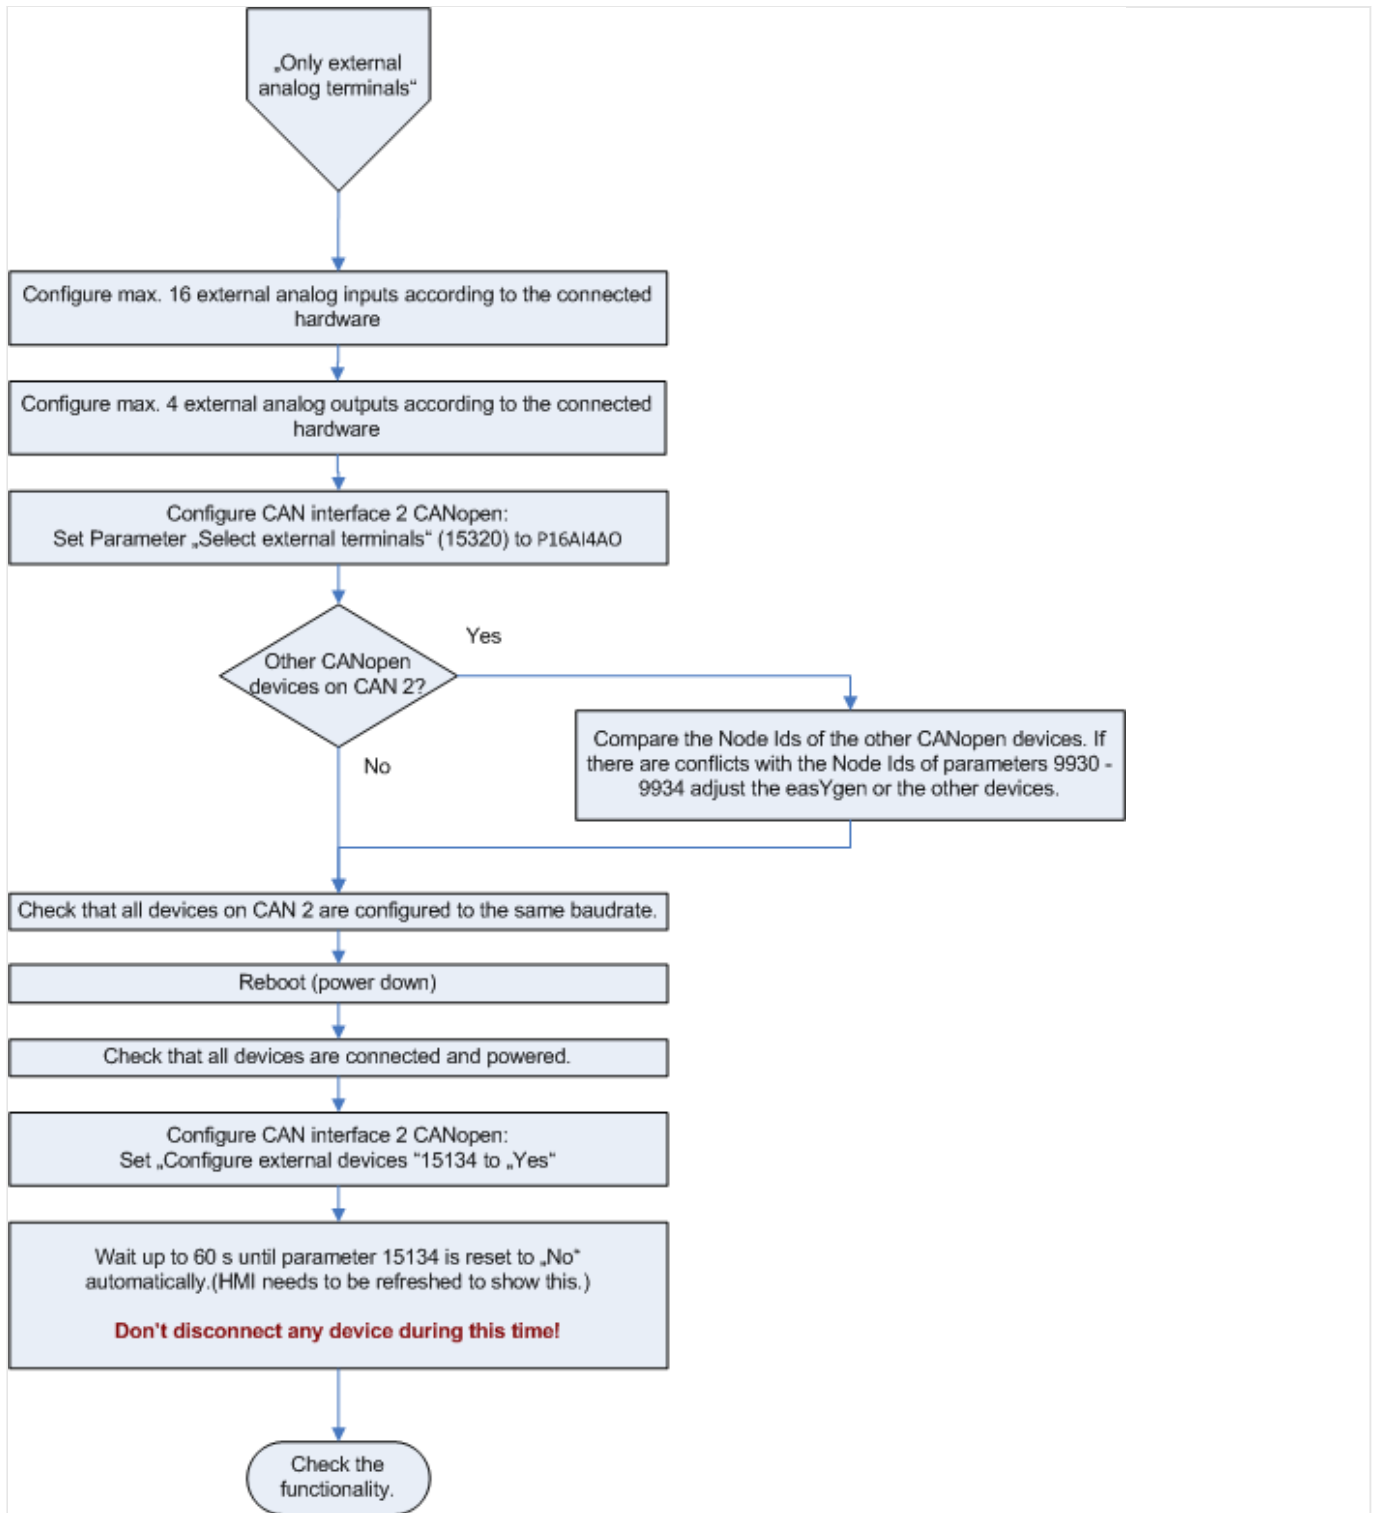 „Only external
analog terminals“
Configure max. 16 external analog inputs according to the connected
hardware
Configure max. 4 external analog outputs according to the connected
hardware
Configure CAN interface 2 CANopen:
Set Parameter „Select external terminals“ (15320) to P16AI4AO
Other CANopen
devices on CAN 2?
Yes
No
Compare the Node Ids of the other CANopen devices. If
there are conflicts with the Node Ids of parameters 9930 -
9934 adjust the easYgen or the other devices.
Check that all devices on CAN 2 are configured to the same baudrate.
Reboot (power down)
Check that all devices are connected and powered.
Configure CAN interface 2 CANopen:
Set „Configure external devices “15134 to „Yes“
Wait up to 60 s until parameter 15134 is reset to „No“
automatically.(HMI needs to be refreshed to show this.)
Don't disconnect any device during this time!
Check the
functionality.